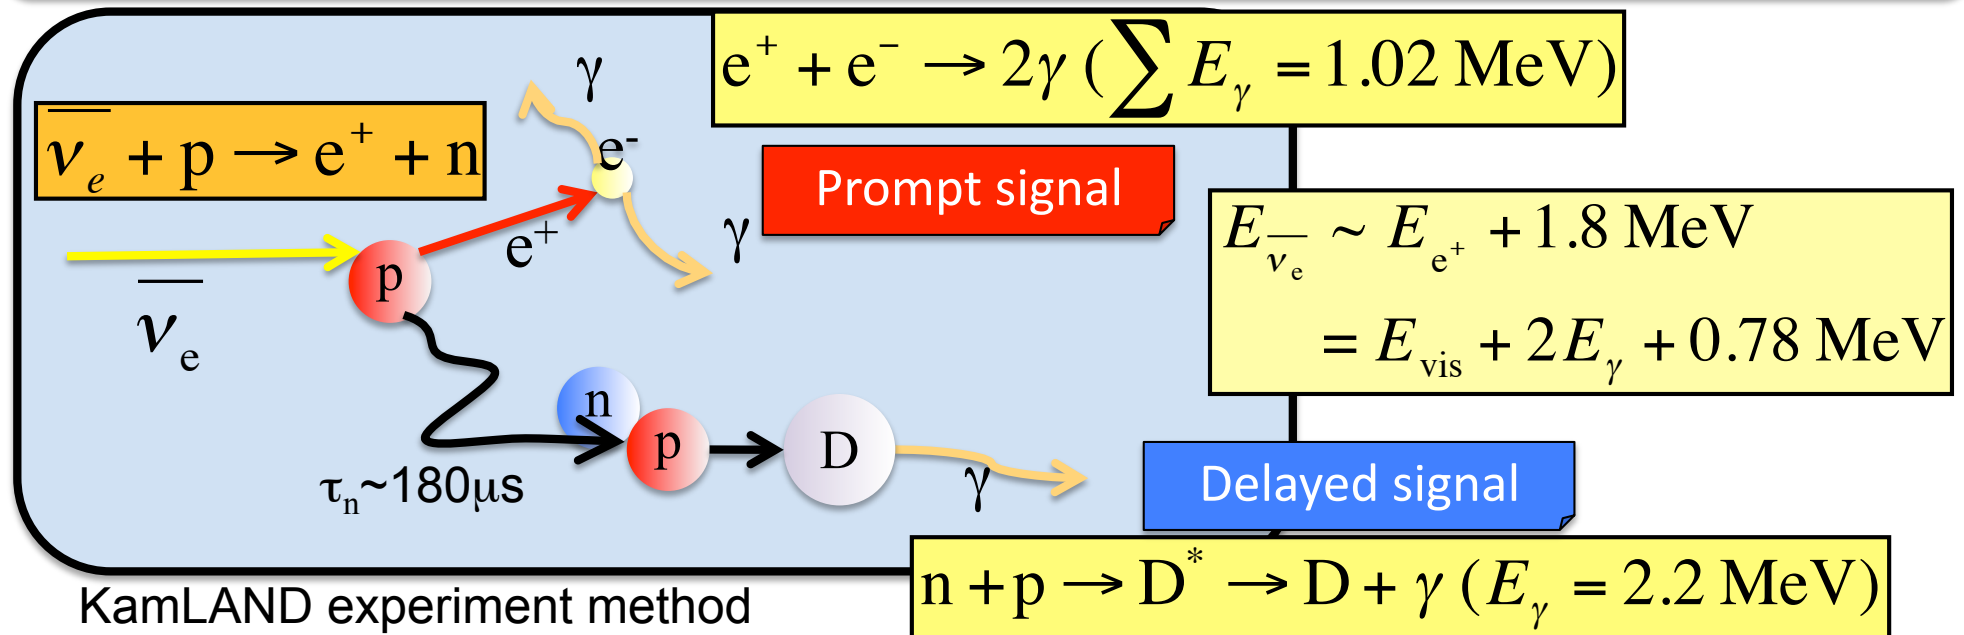 e⁺ + e⁻ → 2γ (∑ E_γ = 1.02 MeV)
γ
ν̅_e + p → e⁺ + n
e⁻
Prompt signal
γ
e⁺
E_ν̅_e ~ E_e⁺ + 1.8 MeV
= E_vis + 2E_γ + 0.78 MeV
p
ν̅_e
n
p
D
γ
τ_n~180μs
Delayed signal
n + p → D* → D + γ (E_γ = 2.2 MeV)
KamLAND experiment method